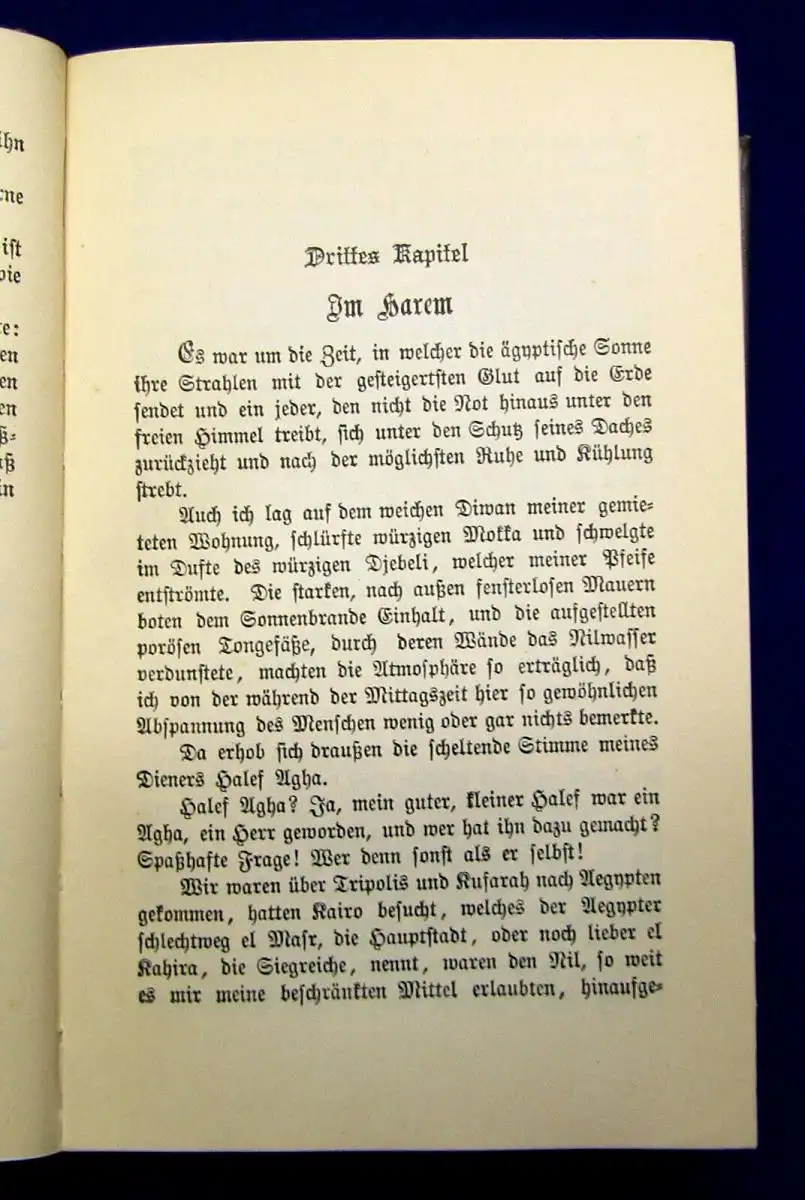 ihn
ist
en
en
en
ß-
aß
in
Drittes Kapitel
Im Harem
Es war um die Zeit, in welcher die ägyptische Sonne
ihre Strahlen mit der gesteigertsten Glut auf die Erde
sendet und ein jeder, den nicht die Not hinaus unter den
freien Himmel treibt, sich unter den Schutz seines Daches
zurückzieht und nach der möglichsten Ruhe und Kühlung
strebt.
Auch ich lag auf dem weichen Diwan meiner gemie-
teten Wohnung, schlürfte würzigen Mokka und schwelgte
im Dufte des würzigen Djebeli, welcher meiner Pfeife
entströmte. Die starken, nach außen fensterlosen Mauern
boten dem Sonnenbrande Einhalt, und die aufgestellten
porösen Tongefäße, durch deren Wände das Nilwasser
verdunstete, machten die Atmosphäre so erträglich, daß
ich von der während der Mittagszeit hier so gewöhnlichen
Abspannung des Menschen wenig oder gar nichts bemerkte.
Da erhob sich draußen die scheltende Stimme meines
Dieners Halef Agha.
Halef Agha? Ja, mein guter, kleiner Halef war ein
Agha, ein Herr geworden, und wer hat ihn dazu gemacht?
Spaßhafte Frage! Wer denn sonst als er selbst!
Wir waren über Tripolis und Kufarah nach Aegypten
gekommen, hatten Kairo besucht, welches der Aegypter
schlechtweg el Masr, die Hauptstadt, oder noch lieber el
Kahira, die Siegreiche, nennt, waren den Nil, so weit
es mir meine beschränkten Mittel erlaubten, hinaufge-